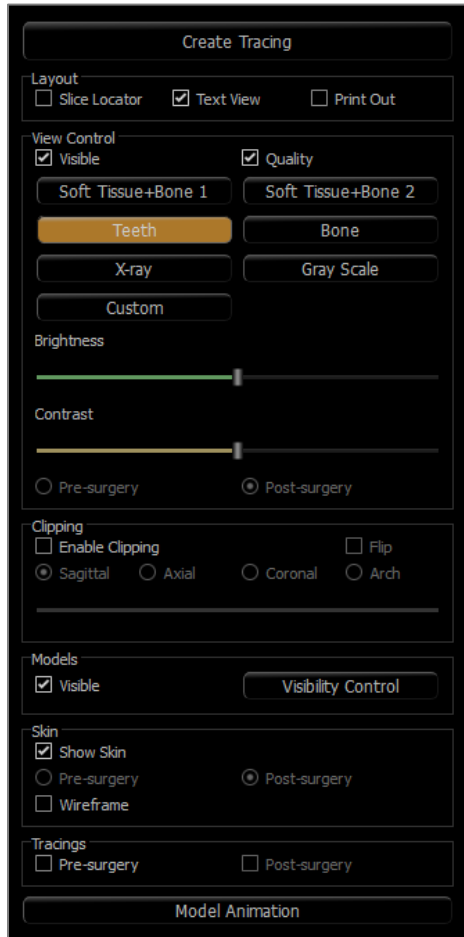 Create Tracing
Layout
Slice Locator Text View Print Out
View Control
Visible Quality
Soft Tissue+Bone 1 Soft Tissue+Bone 2
Teeth Bone
X-ray Gray Scale
Custom
Brightness
Contrast
Pre-surgery Post-surgery
Clipping
Enable Clipping Flip
Sagittal Axial Coronal Arch
Models
Visible Visibility Control
Skin
Show Skin
Pre-surgery Post-surgery
Wireframe
Tracings
Pre-surgery Post-surgery
Model Animation